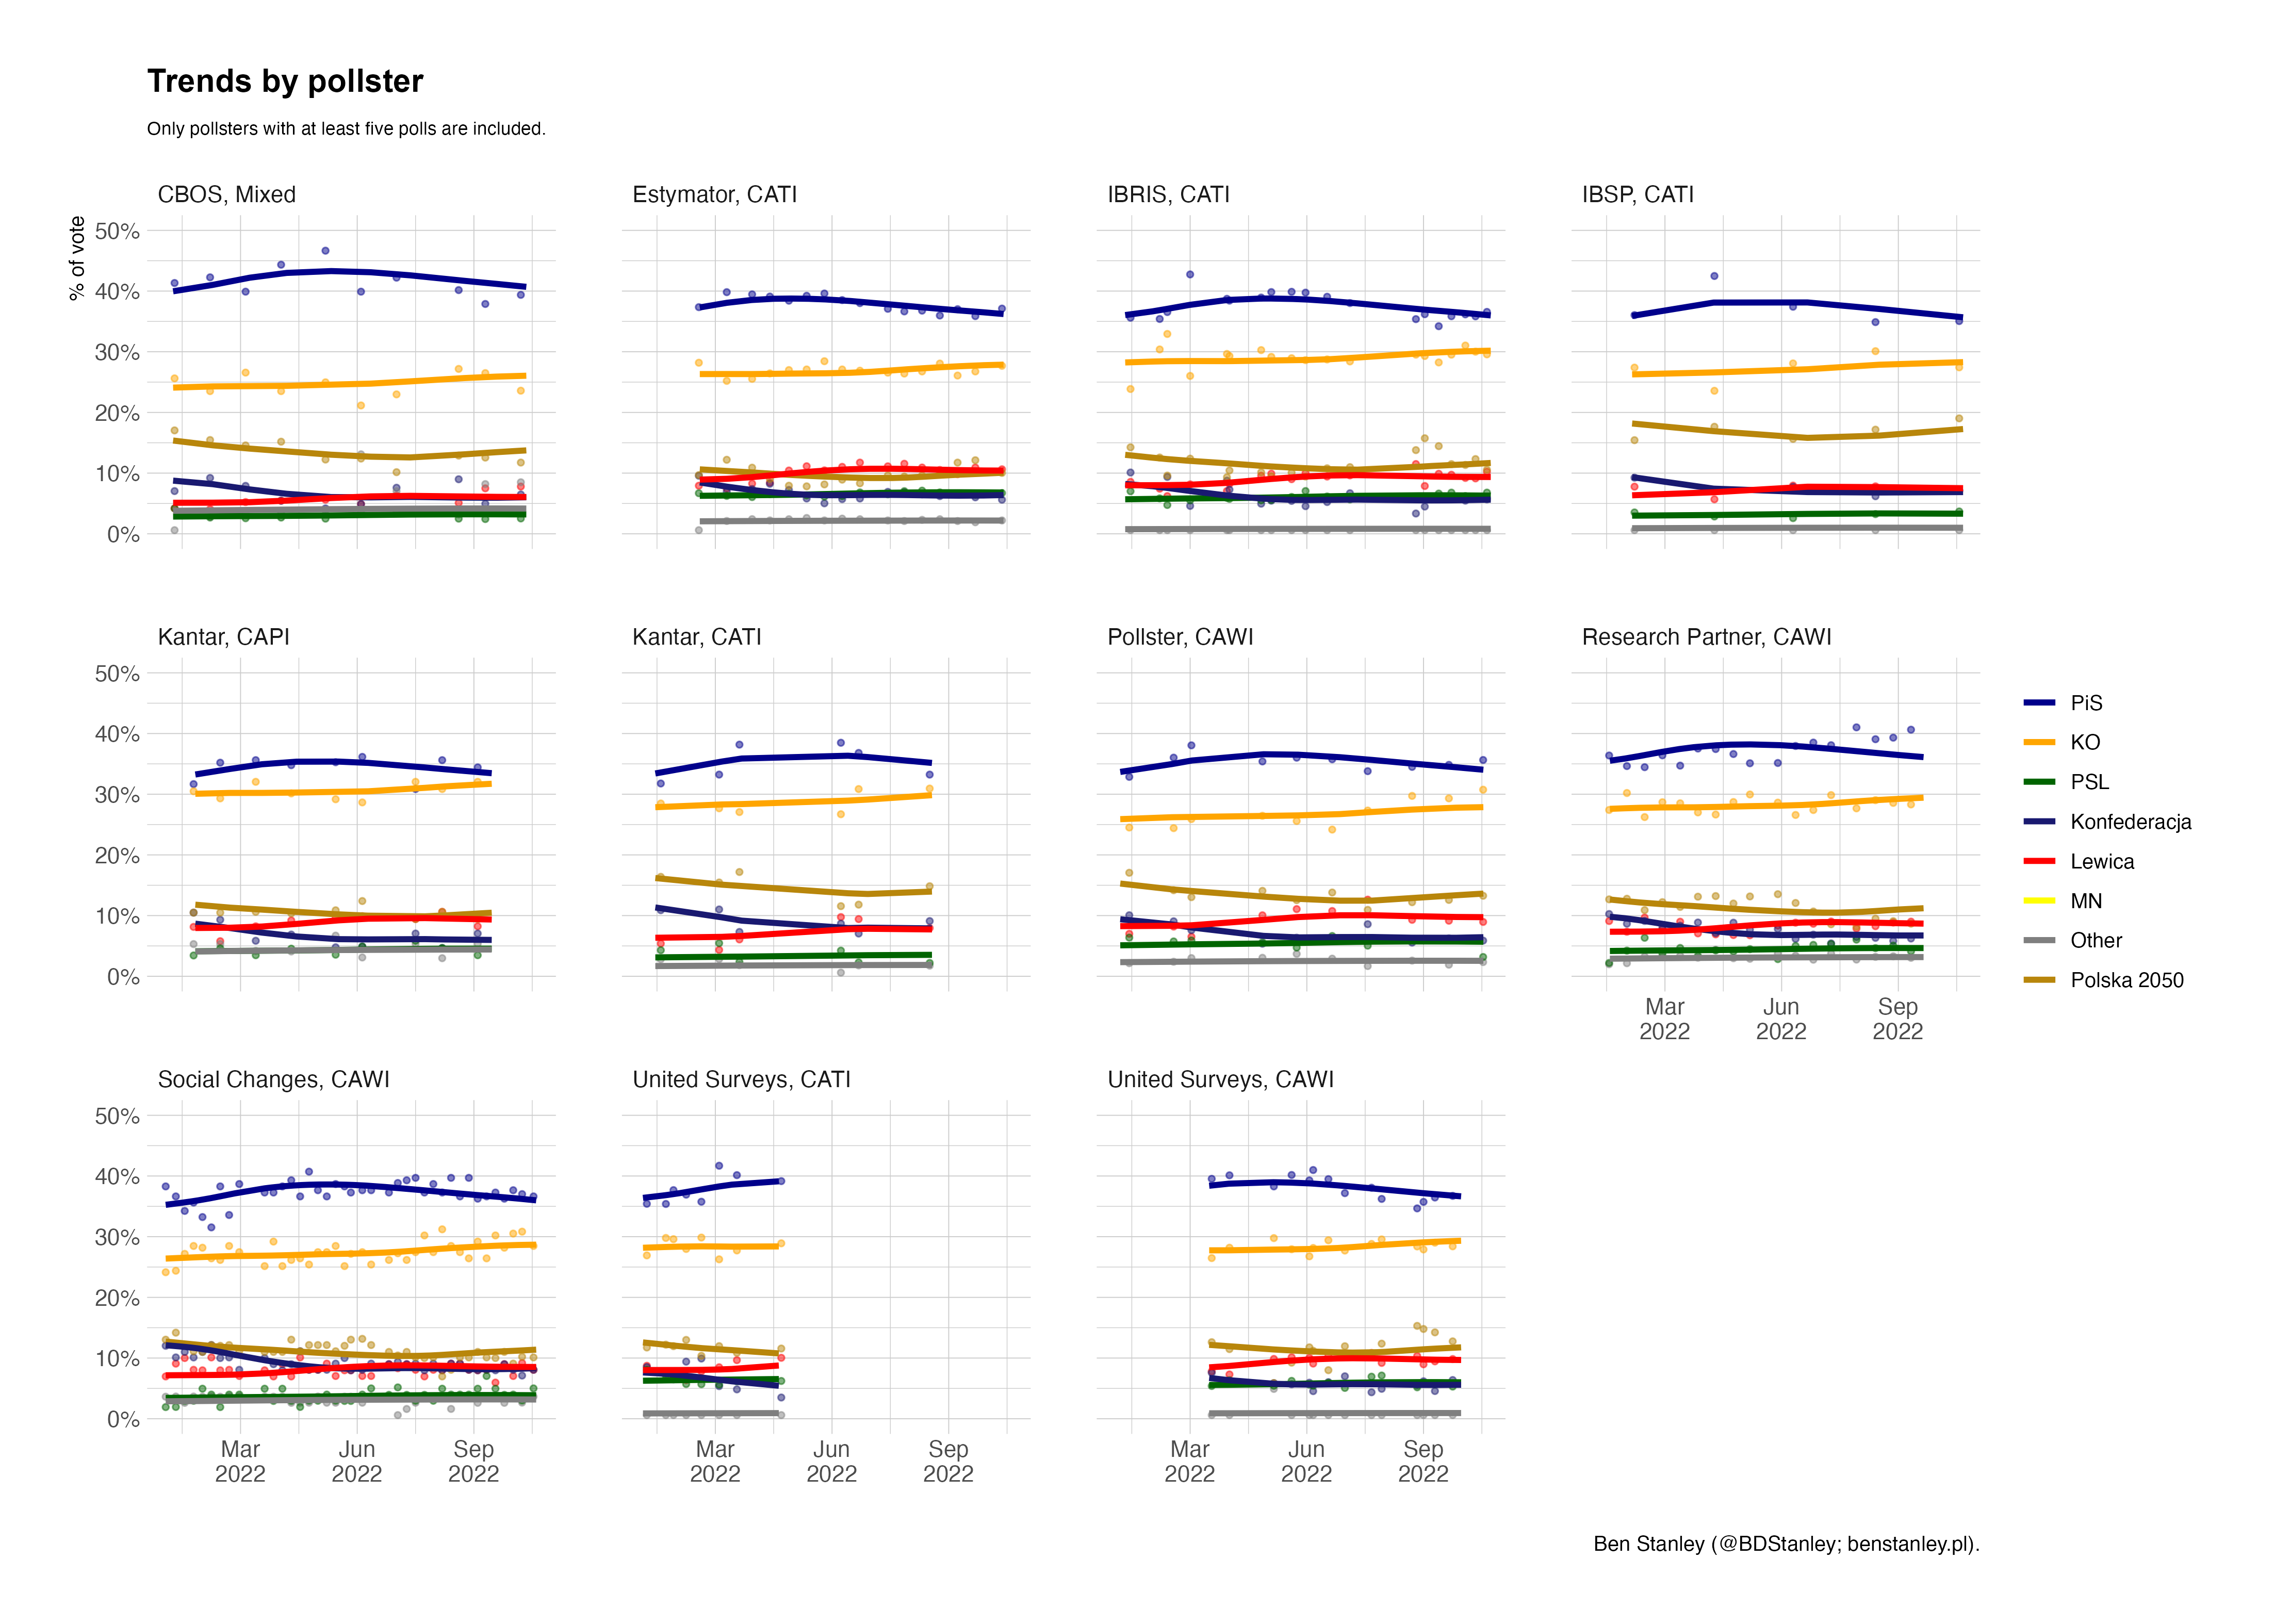 Trends by pollster
Only pollsters with at least five polls are included.
CBOS, Mixed
Estymator, CATI
IBRIS, CATI
IBSP, CATI
% of vote
50%
40%
30%
20%
10%
0%
Kantar, CAPI
Kantar, CATI
Pollster, CAWI
Research Partner, CAWI
50%
40%
30%
20%
10%
0%
Mar
2022
Jun
2022
Sep
2022
PiS
KO
PSL
Konfederacja
Lewica
MN
Other
Polska 2050
Social Changes, CAWI
United Surveys, CATI
United Surveys, CAWI
50%
40%
30%
20%
10%
0%
Mar
2022
Jun
2022
Sep
2022
Mar
2022
Jun
2022
Sep
2022
Mar
2022
Jun
2022
Sep
2022
Ben Stanley (@BDStanley; benstanley.pl).